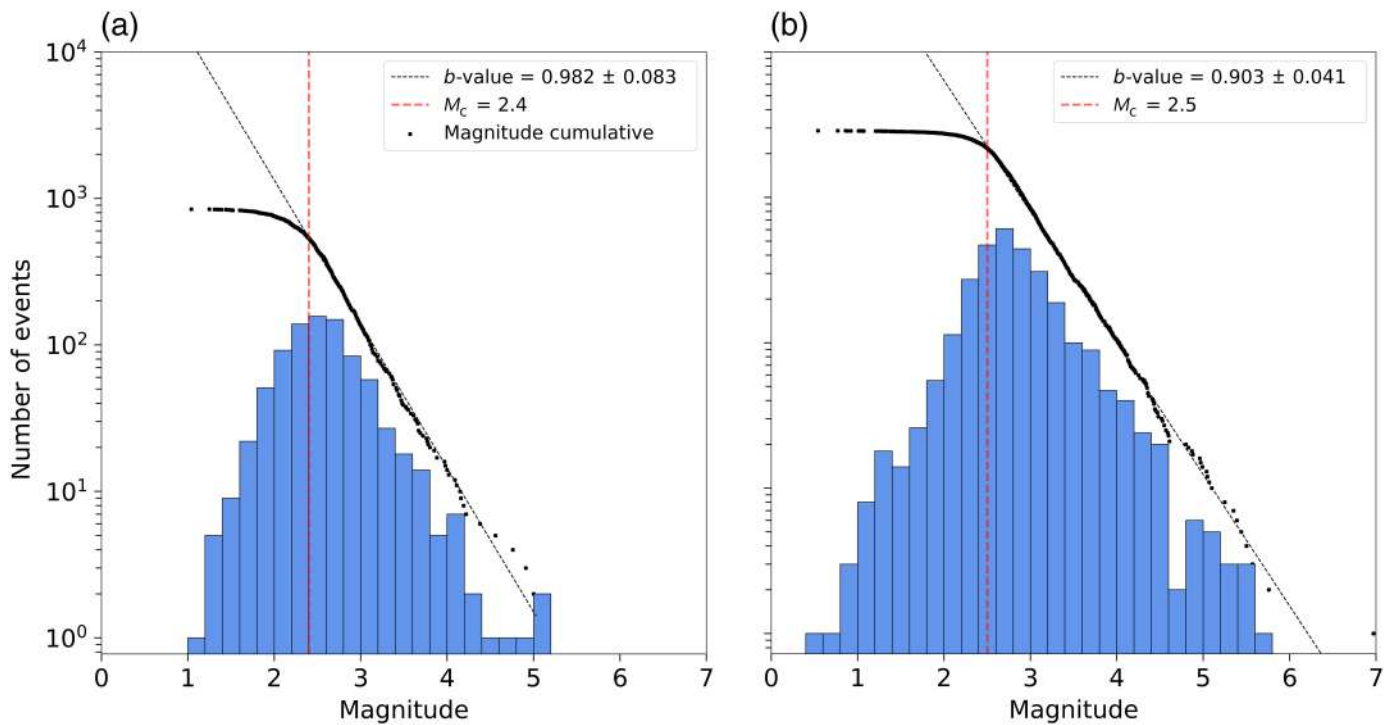 (a)
(b)
10⁴
10³
10²
10¹
10⁰
Number of events
b-value = 0.982 ± 0.083
Mc = 2.4
Magnitude cumulative
b-value = 0.903 ± 0.041
Mc = 2.5
0 1 2 3 4 5 6 7
0 1 2 3 4 5 6 7
Magnitude
Magnitude